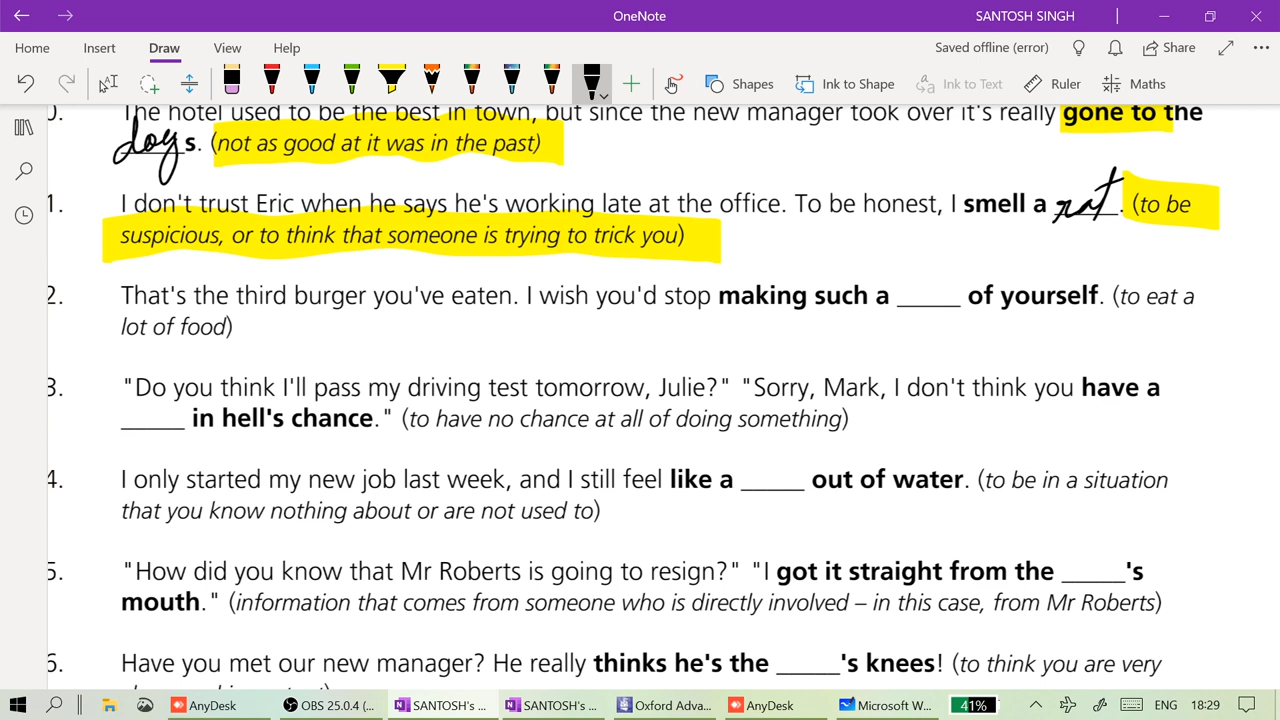 OneNote
SANTOSH SINGH
Home Insert Draw View Help
Saved offline (error) Share
Shapes Ink to Shape Ink to Text Ruler Maths
0. The hotel used to be the best in town, but since the new manager took over it's really gone to the
dogs. (not as good at it was in the past)
1. I don't trust Eric when he says he's working late at the office. To be honest, I smell a rat. (to be
suspicious, or to think that someone is trying to trick you)
2. That's the third burger you've eaten. I wish you'd stop making such a _____ of yourself. (to eat a
lot of food)
3. "Do you think I'll pass my driving test tomorrow, Julie?" "Sorry, Mark, I don't think you have a
_____ in hell's chance." (to have no chance at all of doing something)
4. I only started my new job last week, and I still feel like a _____ out of water. (to be in a situation
that you know nothing about or are not used to)
5. "How did you know that Mr Roberts is going to resign?" "I got it straight from the _____'s
mouth." (information that comes from someone who is directly involved – in this case, from Mr Roberts)
6. Have you met our new manager? He really thinks he's the _____'s knees! (to think you are very
AnyDesk OBS 25.0.4 (... SANTOSH's ... SANTOSH's ... Oxford Adva... AnyDesk Microsoft W... 41% ENG 18:29